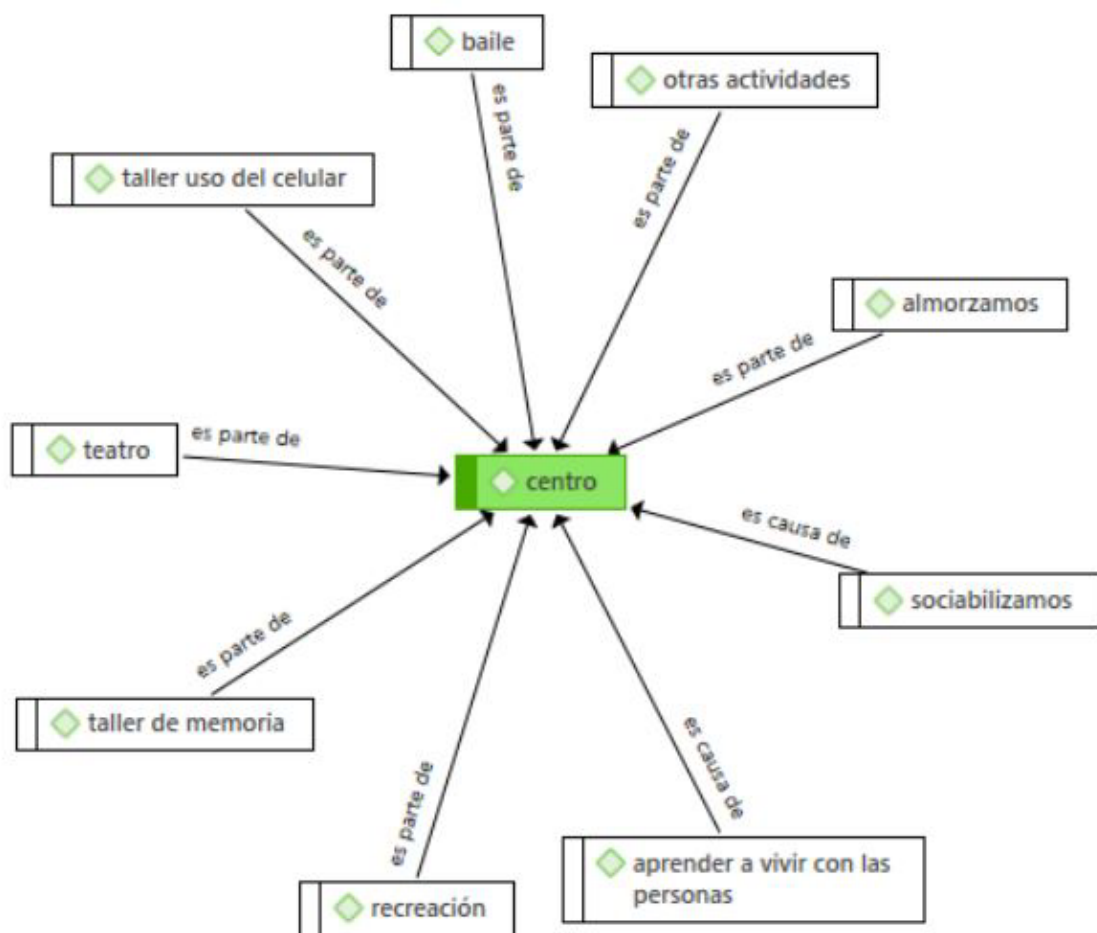 baile
otras actividades
es parte de
es parte de
taller uso del celular
es parte de
almorzamos
es parte de
teatro
es parte de
centro
es causa de
sociabilizamos
es parte de
taller de memoria
es parte de
recreación
es causa de
aprender a vivir con las
personas